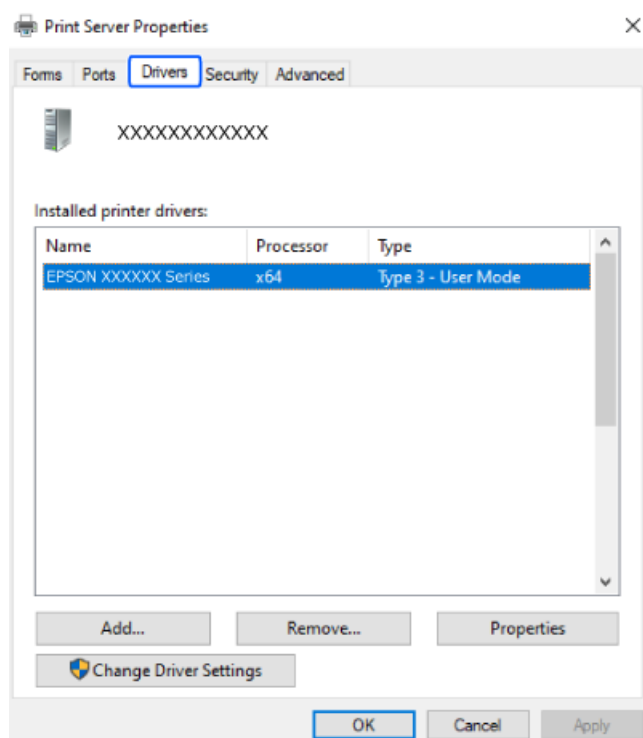 Print Server Properties
Forms Ports Drivers Security Advanced
XXXXXXXXXXXX
Installed printer drivers:
Name Processor Type
EPSON XXXXXX Series x64 Type 3 - User Mode
Add... Remove... Properties
Change Driver Settings
OK Cancel Apply